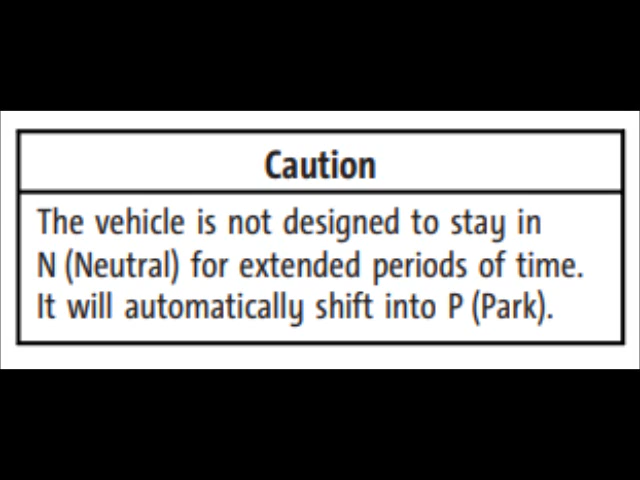 Caution
The vehicle is not designed to stay in
N (Neutral) for extended periods of time.
It will automatically shift into P (Park).